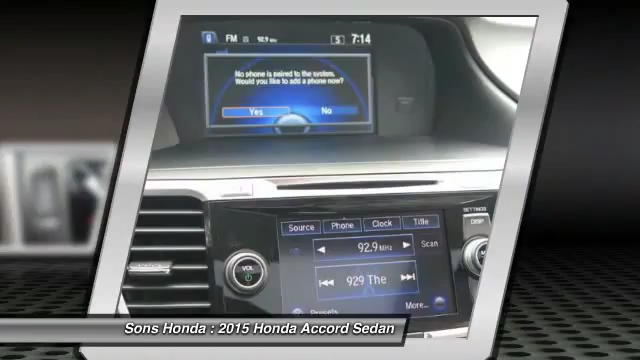 FM 92.9 MHz S 7:14
No phone is paired to the system.
Would you like to add a phone now?
Yes No
SETTINGS
Source Phone Clock Title
DISP
92.9 MHz Scan
VOL
929 The
Presets More...
Sons Honda : 2015 Honda Accord Sedan